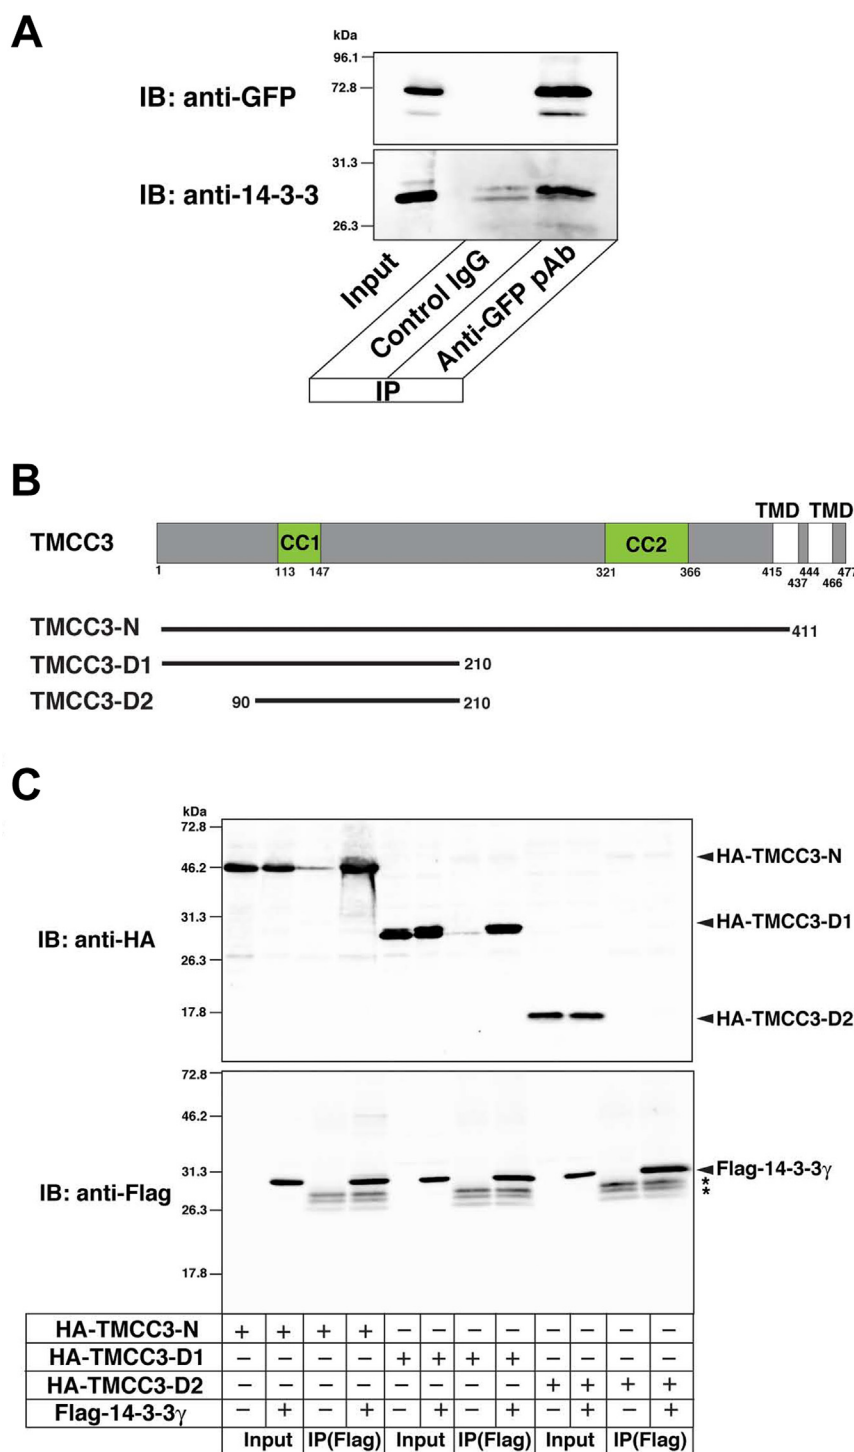 A
kDa
96.1
72.8
IB: anti-GFP
31.3
IB: anti-14-3-3
26.3
Input
Control IgG
Anti-GFP pAb
IP
B
TMD TMD
TMCC3 CC1 CC2
1 113 147 321 366 415 444 477
437 466
TMCC3-N 411
TMCC3-D1 210
TMCC3-D2 90 210
C
kDa
72.8
HA-TMCC3-N
46.2
31.3
HA-TMCC3-D1
IB: anti-HA
26.3
17.8
HA-TMCC3-D2
72.8
46.2
31.3
Flag-14-3-3γ
*
IB: anti-Flag
*
26.3
17.8
HA-TMCC3-N + + + + − − − − − − − −
HA-TMCC3-D1 − − − − + + + + − − − −
HA-TMCC3-D2 − − − − − − − − + + + +
Flag-14-3-3γ − + − + − + − + − + − +
Input IP(Flag) Input IP(Flag) Input IP(Flag)